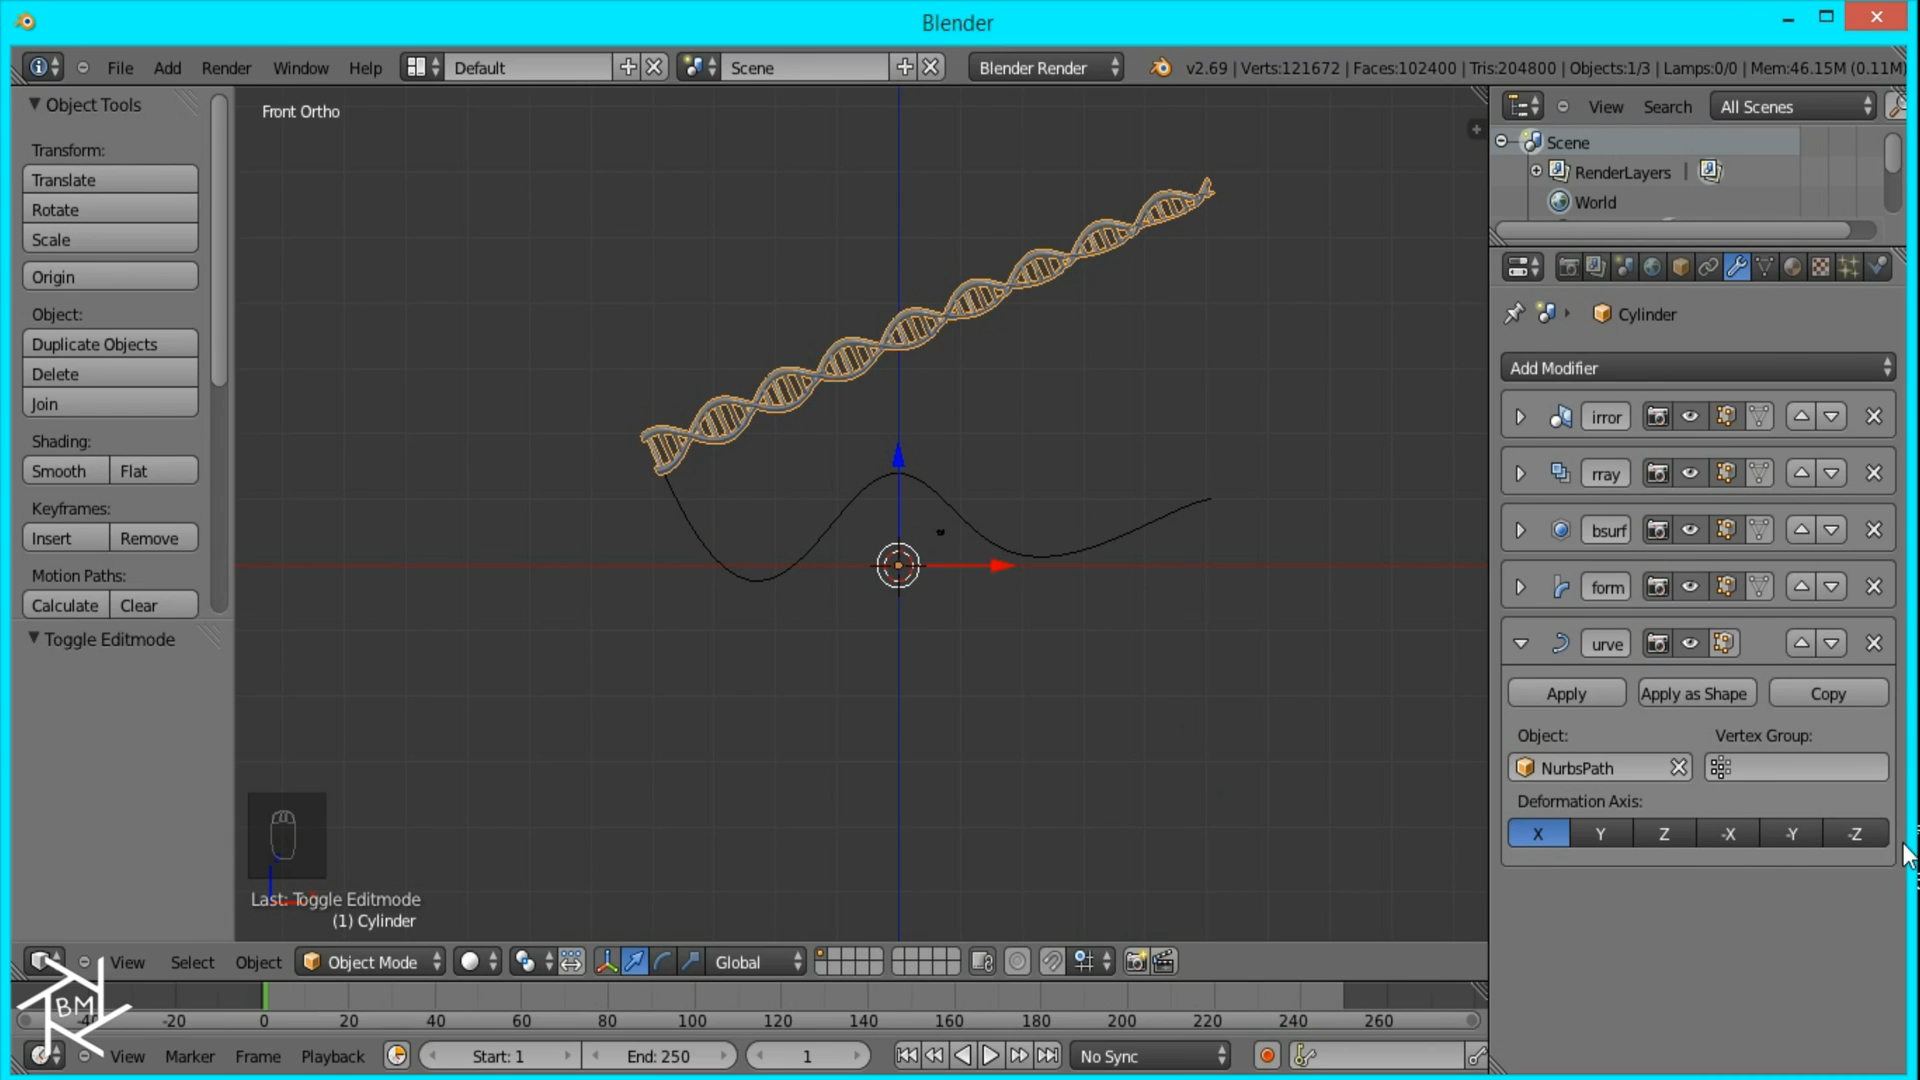 Blender
File Add Render Window Help Default Scene Blender Render v2.69 | Verts:121672 | Faces:102400 | Tris:204800 | Objects:1/3 | Lamps:0/0 | Mem:46.15M (0.11M)
Object Tools
Transform:
Translate
Rotate
Scale
Origin
Object:
Duplicate Objects
Delete
Join
Shading:
Smooth Flat
Keyframes:
Insert Remove
Motion Paths:
Calculate Clear
Toggle Editmode
Front Ortho
Last: Toggle Editmode
(1) Cylinder
View Search All Scenes
Scene
RenderLayers |
World
Cylinder
Add Modifier
irror
rray
bsurf
form
urve
Apply Apply as Shape Copy
Object: Vertex Group:
NurbsPath
Deformation Axis:
X Y Z -X -Y -Z
View Select Object Object Mode Global
BM
-40 -20 0 20 40 60 80 100 120 140 160 180 200 220 240 260
View Marker Frame Playback Start: 1 End: 250 1 No Sync